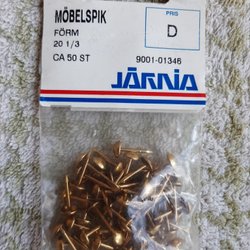 MÖBELSPIK
PRIS
FÖRM
D
20 1/3
CA 50 ST
9001-01346
JÄRNIA